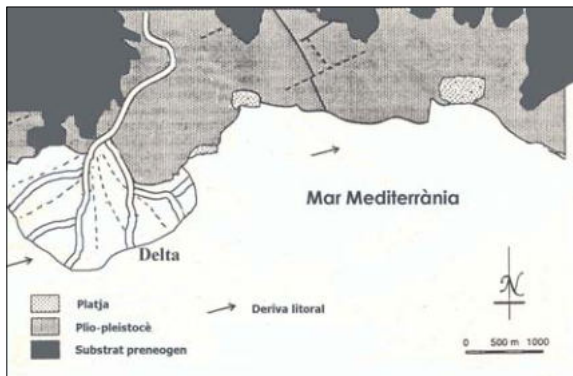 Mar Mediterrània
Delta
Platja
Plio-pleistocè
Substrat preneogen
Deriva litoral
N
0 500 m 1000